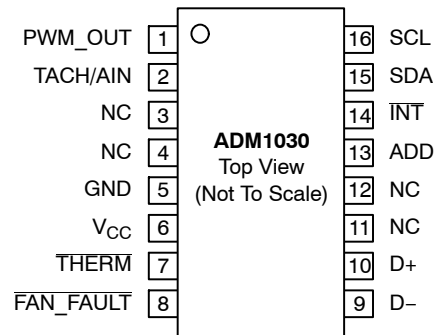 PWM_OUT 1 16 SCL
TACH/AIN 2 15 SDA
NC 3 14 INT
NC 4 ADM1030 13 ADD
Top View
GND 5 (Not To Scale) 12 NC
VCC 6 11 NC
THERM 7 10 D+
FAN_FAULT 8 9 D−